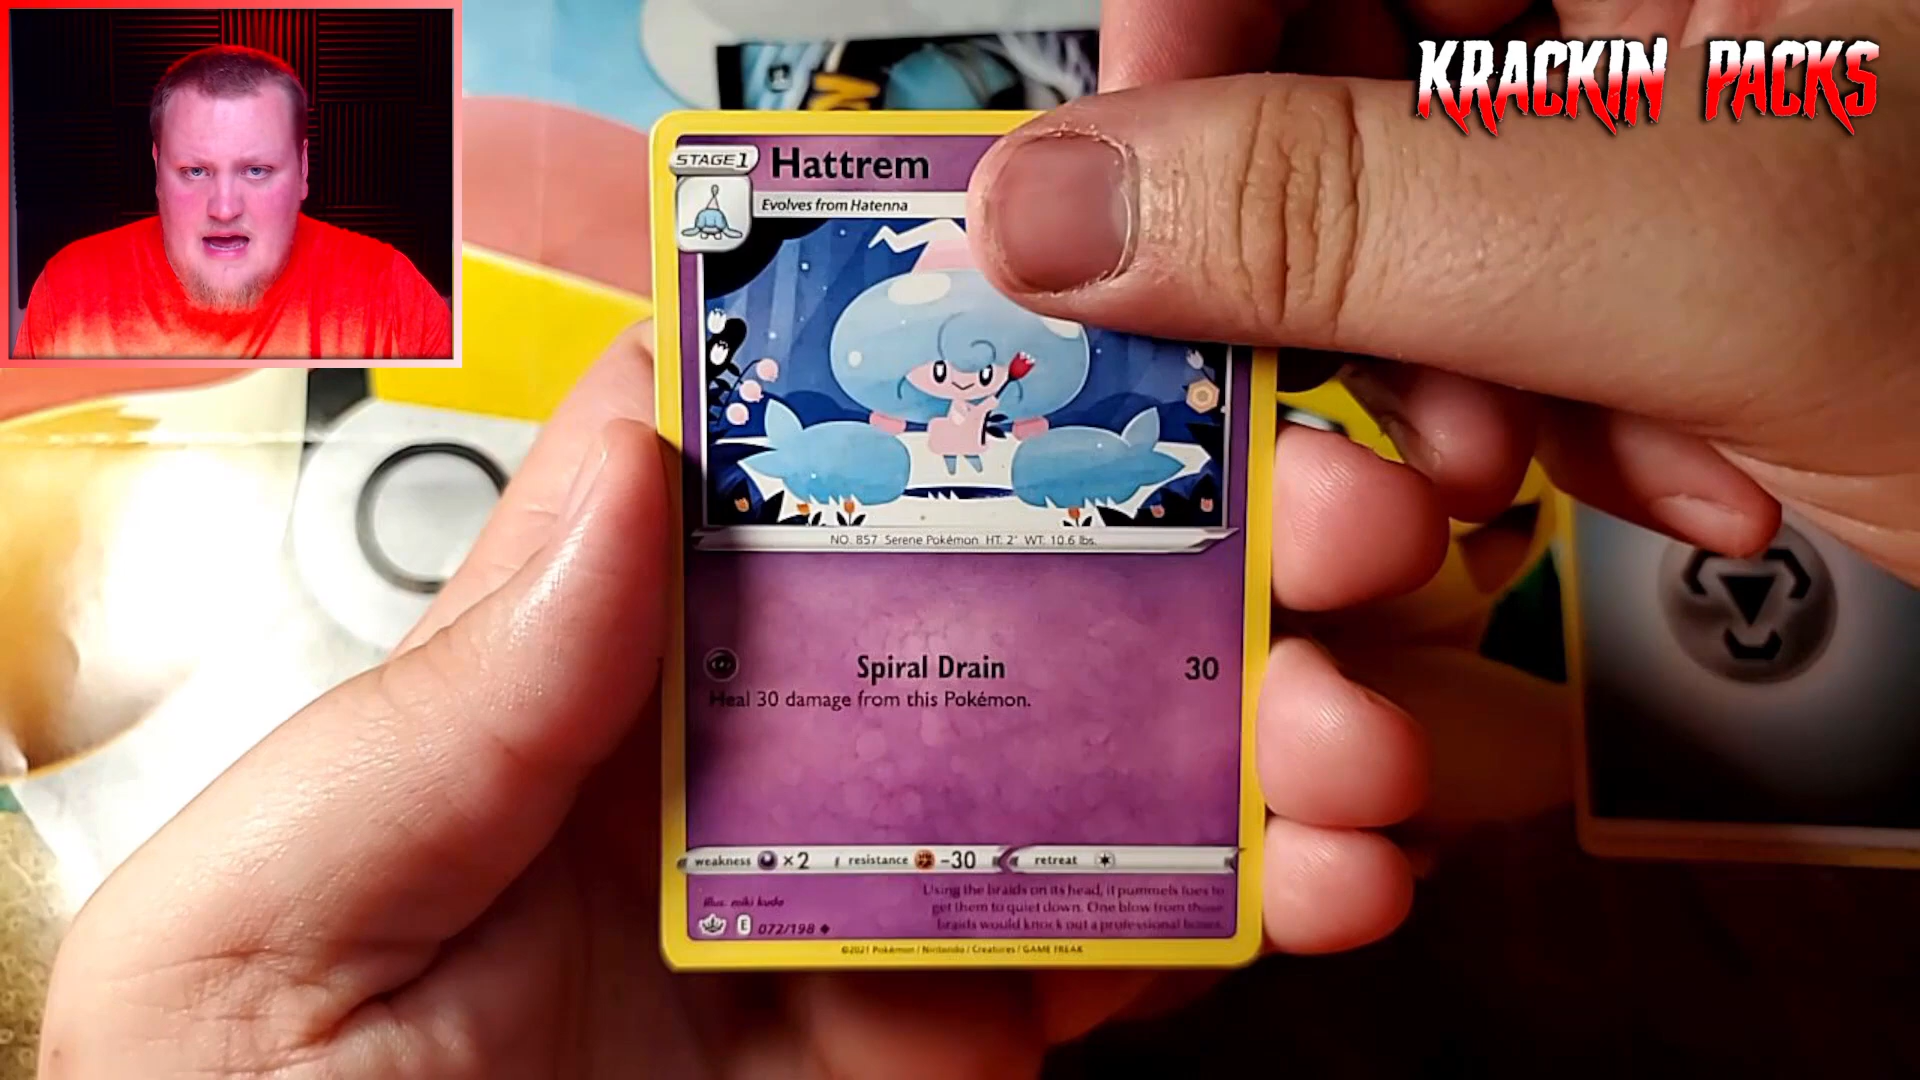 KRACKIN PACKS
STAGE 1 Hattrem
Evolves from Hatenna
NO. 857 Serene Pokémon HT: 2' WT: 10.6 lbs.
Spiral Drain 30
Heal 30 damage from this Pokémon.
weakness ×2 resistance -30 retreat
illus. miki kudo
Using the braids on its head, it pummels foes to
get them to quiet down. One blow from those
braids would knock out a professional boxer.
E 072/198
©2021 Pokémon / Nintendo / Creatures / GAME FREAK